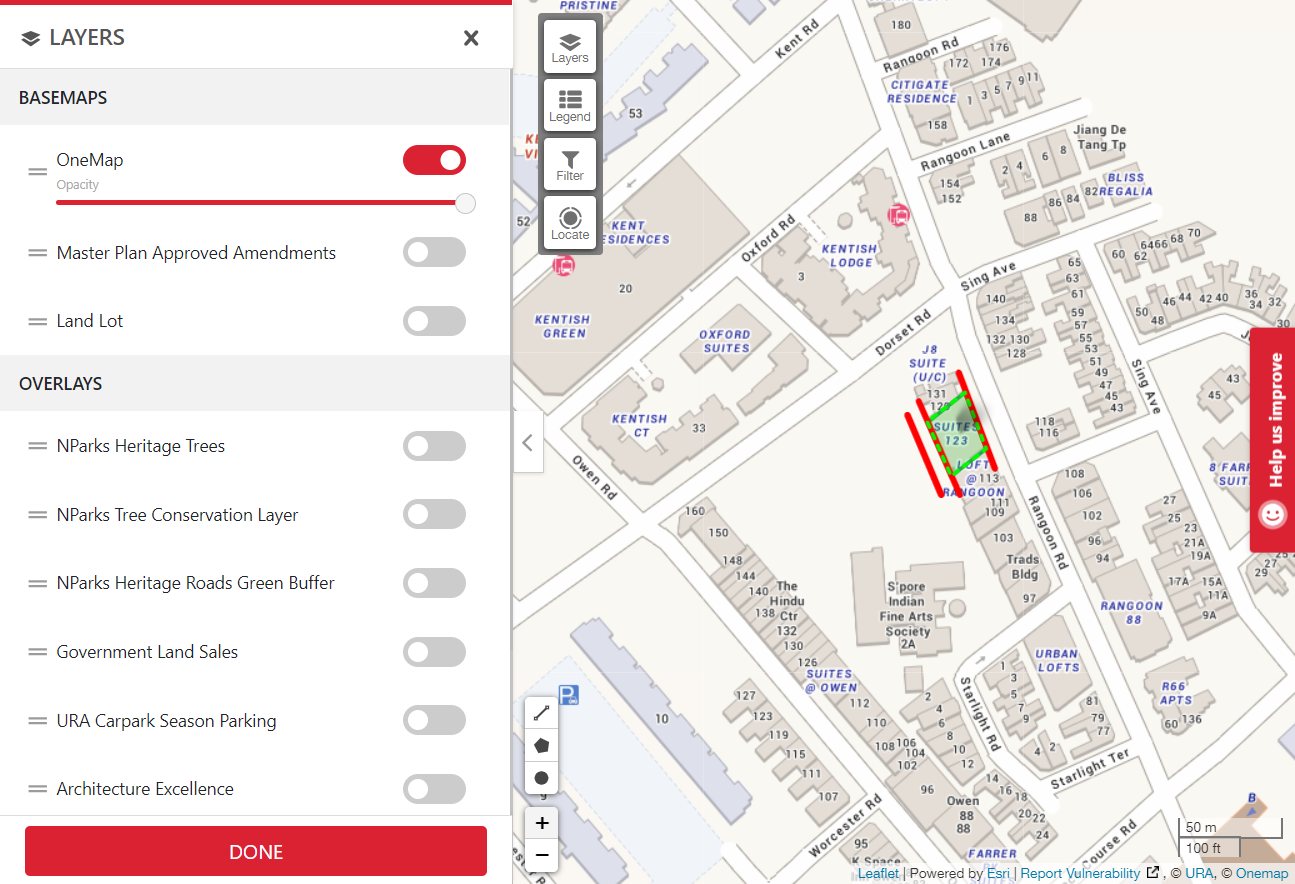 LAYERS
BASEMAPS
OneMap
Opacity
Master Plan Approved Amendments
Land Lot
OVERLAYS
NParks Heritage Trees
NParks Tree Conservation Layer
NParks Heritage Roads Green Buffer
Government Land Sales
URA Carpark Season Parking
Architecture Excellence
DONE
Layers
Legend
Filter
Locate
PRISTINE
Kent Rd
180
Rangoon Rd
176
172
174
CITIGATE
RESIDENCE
1
3
5
7
9
11
158
53
Rangoon Lane
Jiang De
Tang Tp
2
4
6
8
154
152
BLISS
REGALIA
82
84
86
88
52
KENT
RESIDENCES
Oxford Rd
KENTISH
LODGE
3
20
Sing Ave
60
62
64
66
68
70
65
63
61
59
57
55
53
51
49
47
45
43
50
48
46
44
42
40
36
34
32
30
140
134
132
130
128
KENTISH
GREEN
OXFORD
SUITES
Dorset Rd
J8
SUITE
(U/C)
131
SUITES
123
LOFT
@
RANGOON
113
111
109
103
Trads
Bldg
97
KENTISH
CT
33
Owen Rd
118
116
Sing Ave
43
45
8 FARR
SUIT
Help us improve
108
106
102
96
94
Rangoon Rd
27
25
23
21A
19A
17A
15A
11A
9A
25
27
29
160
150
148
144
140
138
132
130
126
The
Hindu
Ctr
S'pore
Indian
Fine Arts
Society
2A
SUITES
@ OWEN
112
110
108
106
104
102
96
RANGOON
88
URBAN
LOFTS
R66
APTS
60
136
1
3
5
7
9
81
79
77
2
4
Starlight Rd
Starlight Ter
2
4
6
8
10
12
14
16
18
20
22
24
Owen
88
88
127
123
119
115
111
107
10
P
9
Worcester Rd
95
K Space
FARRER
Course Rd
B
+
−
50 m
100 ft
Leaflet | Powered by Esri | Report Vulnerability , © URA, © Onemap